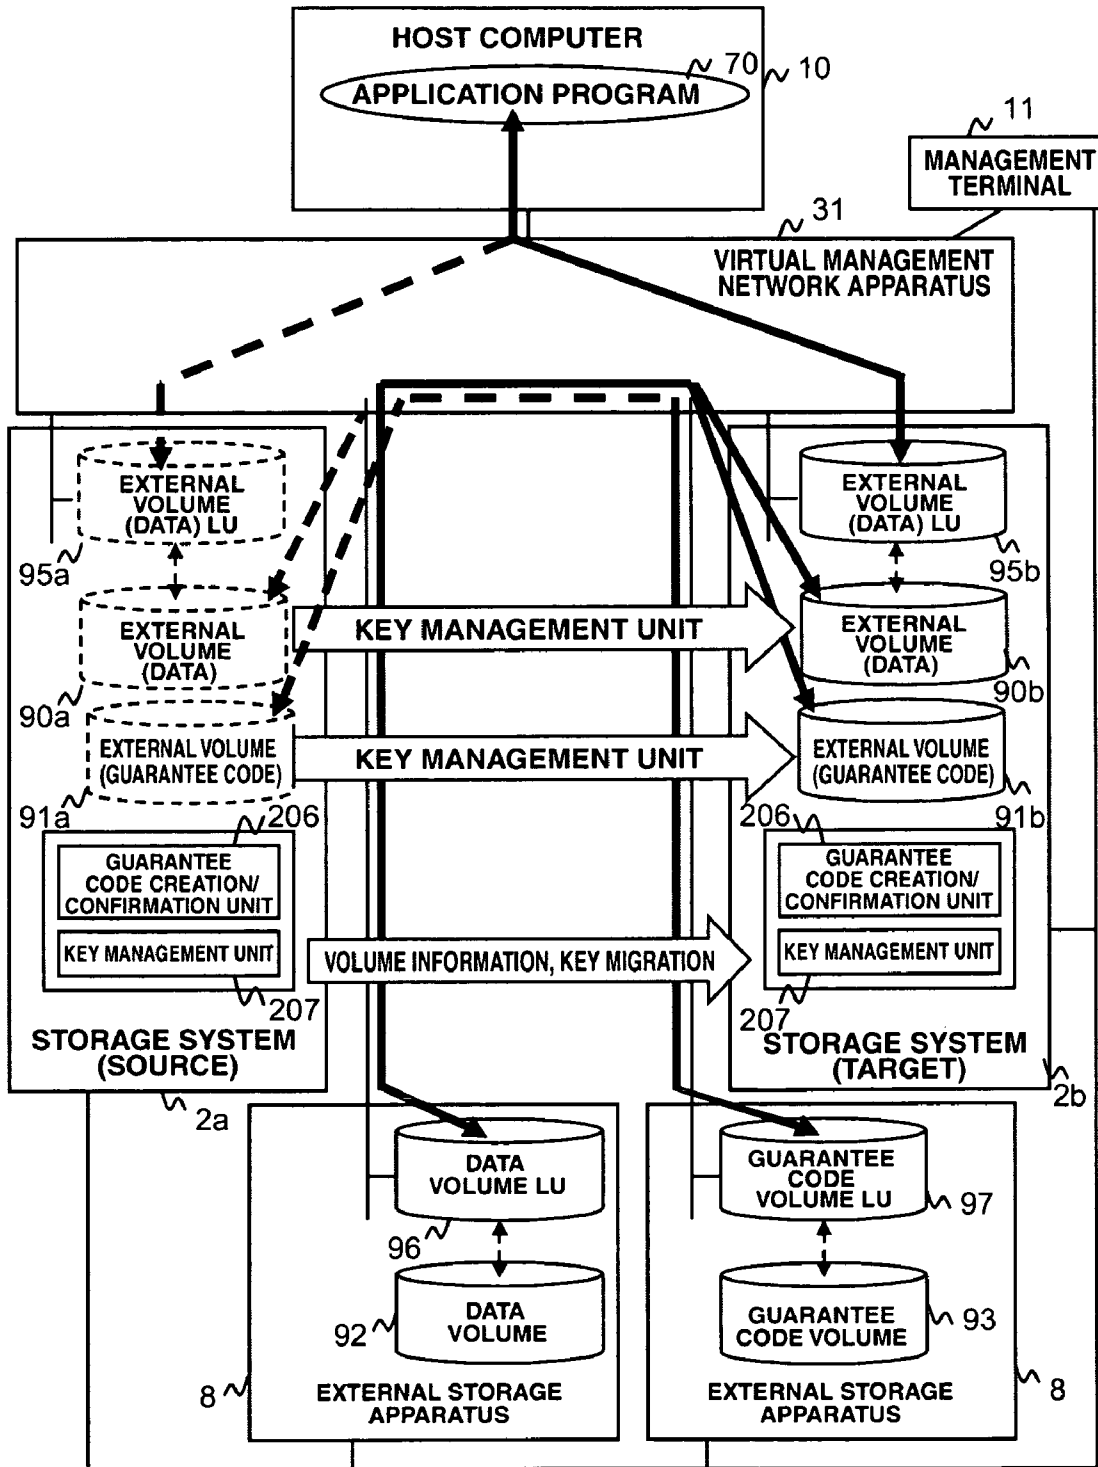 HOST COMPUTER
70
10
APPLICATION PROGRAM
11
MANAGEMENT
TERMINAL
31
VIRTUAL MANAGEMENT
NETWORK APPARATUS
EXTERNAL
VOLUME
(DATA) LU
95a
EXTERNAL
VOLUME
(DATA) LU
95b
EXTERNAL
VOLUME
(DATA)
90a
KEY MANAGEMENT UNIT
EXTERNAL
VOLUME
(DATA)
90b
EXTERNAL VOLUME
(GUARANTEE CODE)
91a
KEY MANAGEMENT UNIT
EXTERNAL VOLUME
(GUARANTEE CODE)
91b
206
GUARANTEE
CODE CREATION/
CONFIRMATION UNIT
KEY MANAGEMENT UNIT
207
STORAGE SYSTEM
(SOURCE)
2a
VOLUME INFORMATION, KEY MIGRATION
206
GUARANTEE
CODE CREATION/
CONFIRMATION UNIT
KEY MANAGEMENT UNIT
207
STORAGE SYSTEM
(TARGET)
2b
DATA
VOLUME LU
96
DATA
VOLUME
92
EXTERNAL STORAGE
APPARATUS
8
GUARANTEE
CODE
VOLUME LU
97
GUARANTEE
CODE VOLUME
93
EXTERNAL STORAGE
APPARATUS
8